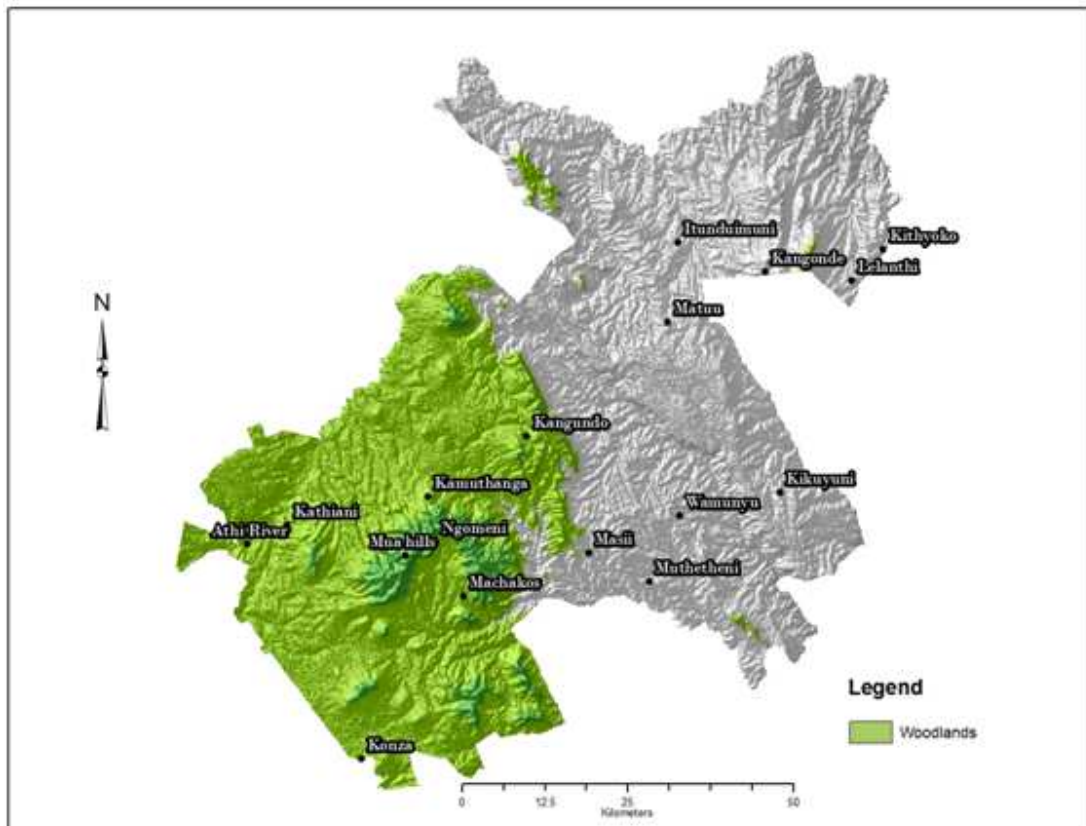 Itunduimuni
Kithyoko
Kangonde
Lelanthi
Matuu
N
Kangundo
Kamuthanga
Kikuyuni
Wamunyu
Kathiani
Athi River
Ngomeni
Mua hills
Masii
Muthetheni
Machakos
Legend
Woodlands
Konza
0 12.5 25 50
Kilometers